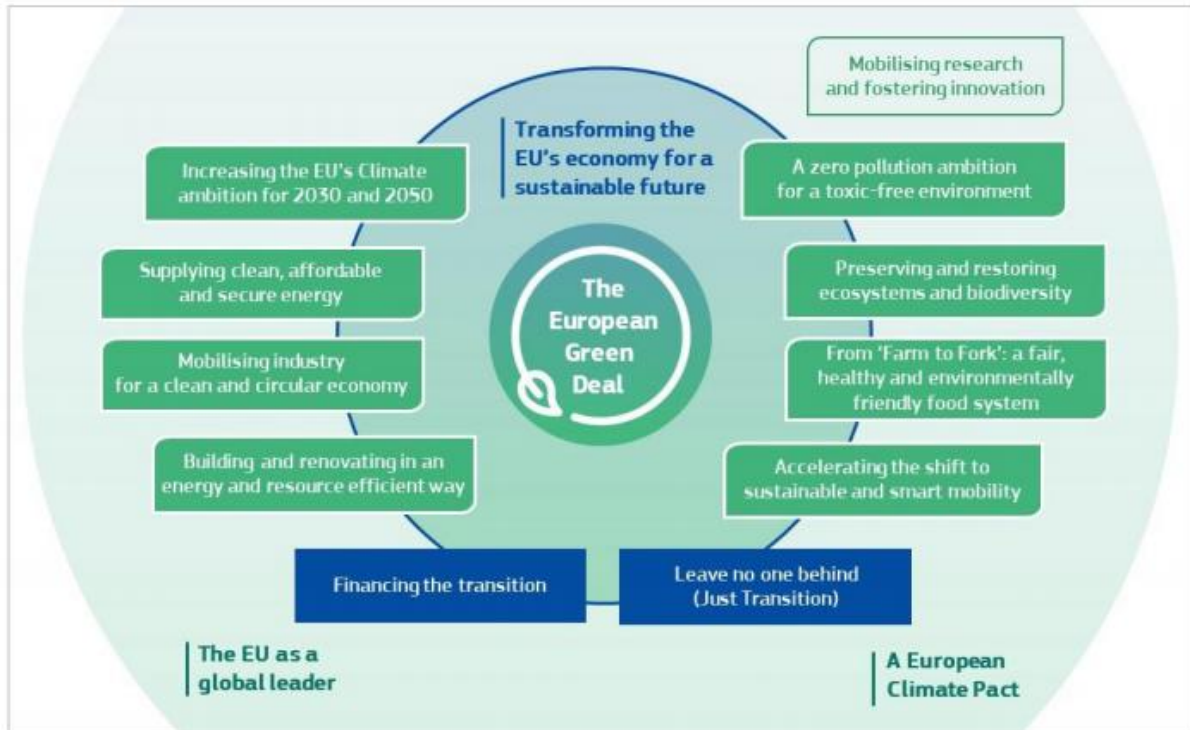 Mobilising research
and fostering innovation
Transforming the
EU's economy for a
sustainable future
Increasing the EU's Climate
ambition for 2030 and 2050
A zero pollution ambition
for a toxic-free environment
Supplying clean, affordable
and secure energy
Preserving and restoring
ecosystems and biodiversity
The
European
Green
Deal
Mobilising industry
for a clean and circular economy
From 'Farm to Fork': a fair,
healthy and environmentally
friendly food system
Building and renovating in an
energy and resource efficient way
Accelerating the shift to
sustainable and smart mobility
Financing the transition
Leave no one behind
(Just Transition)
The EU as a
global leader
A European
Climate Pact